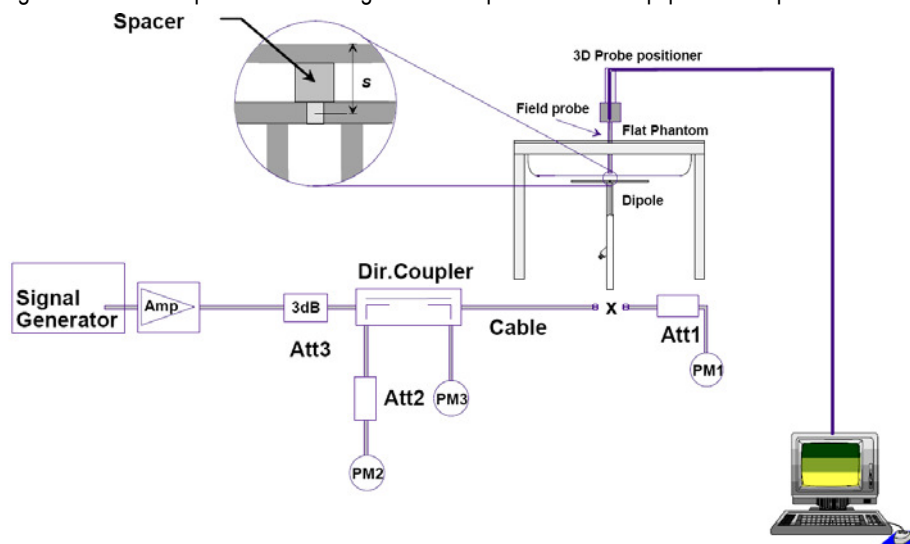 Spacer
s
3D Probe positioner
Field probe
Flat Phantom
Dipole
Signal
Generator
Amp
3dB
Att3
Dir.Coupler
Cable
x
Att1
PM1
Att2
PM3
PM2